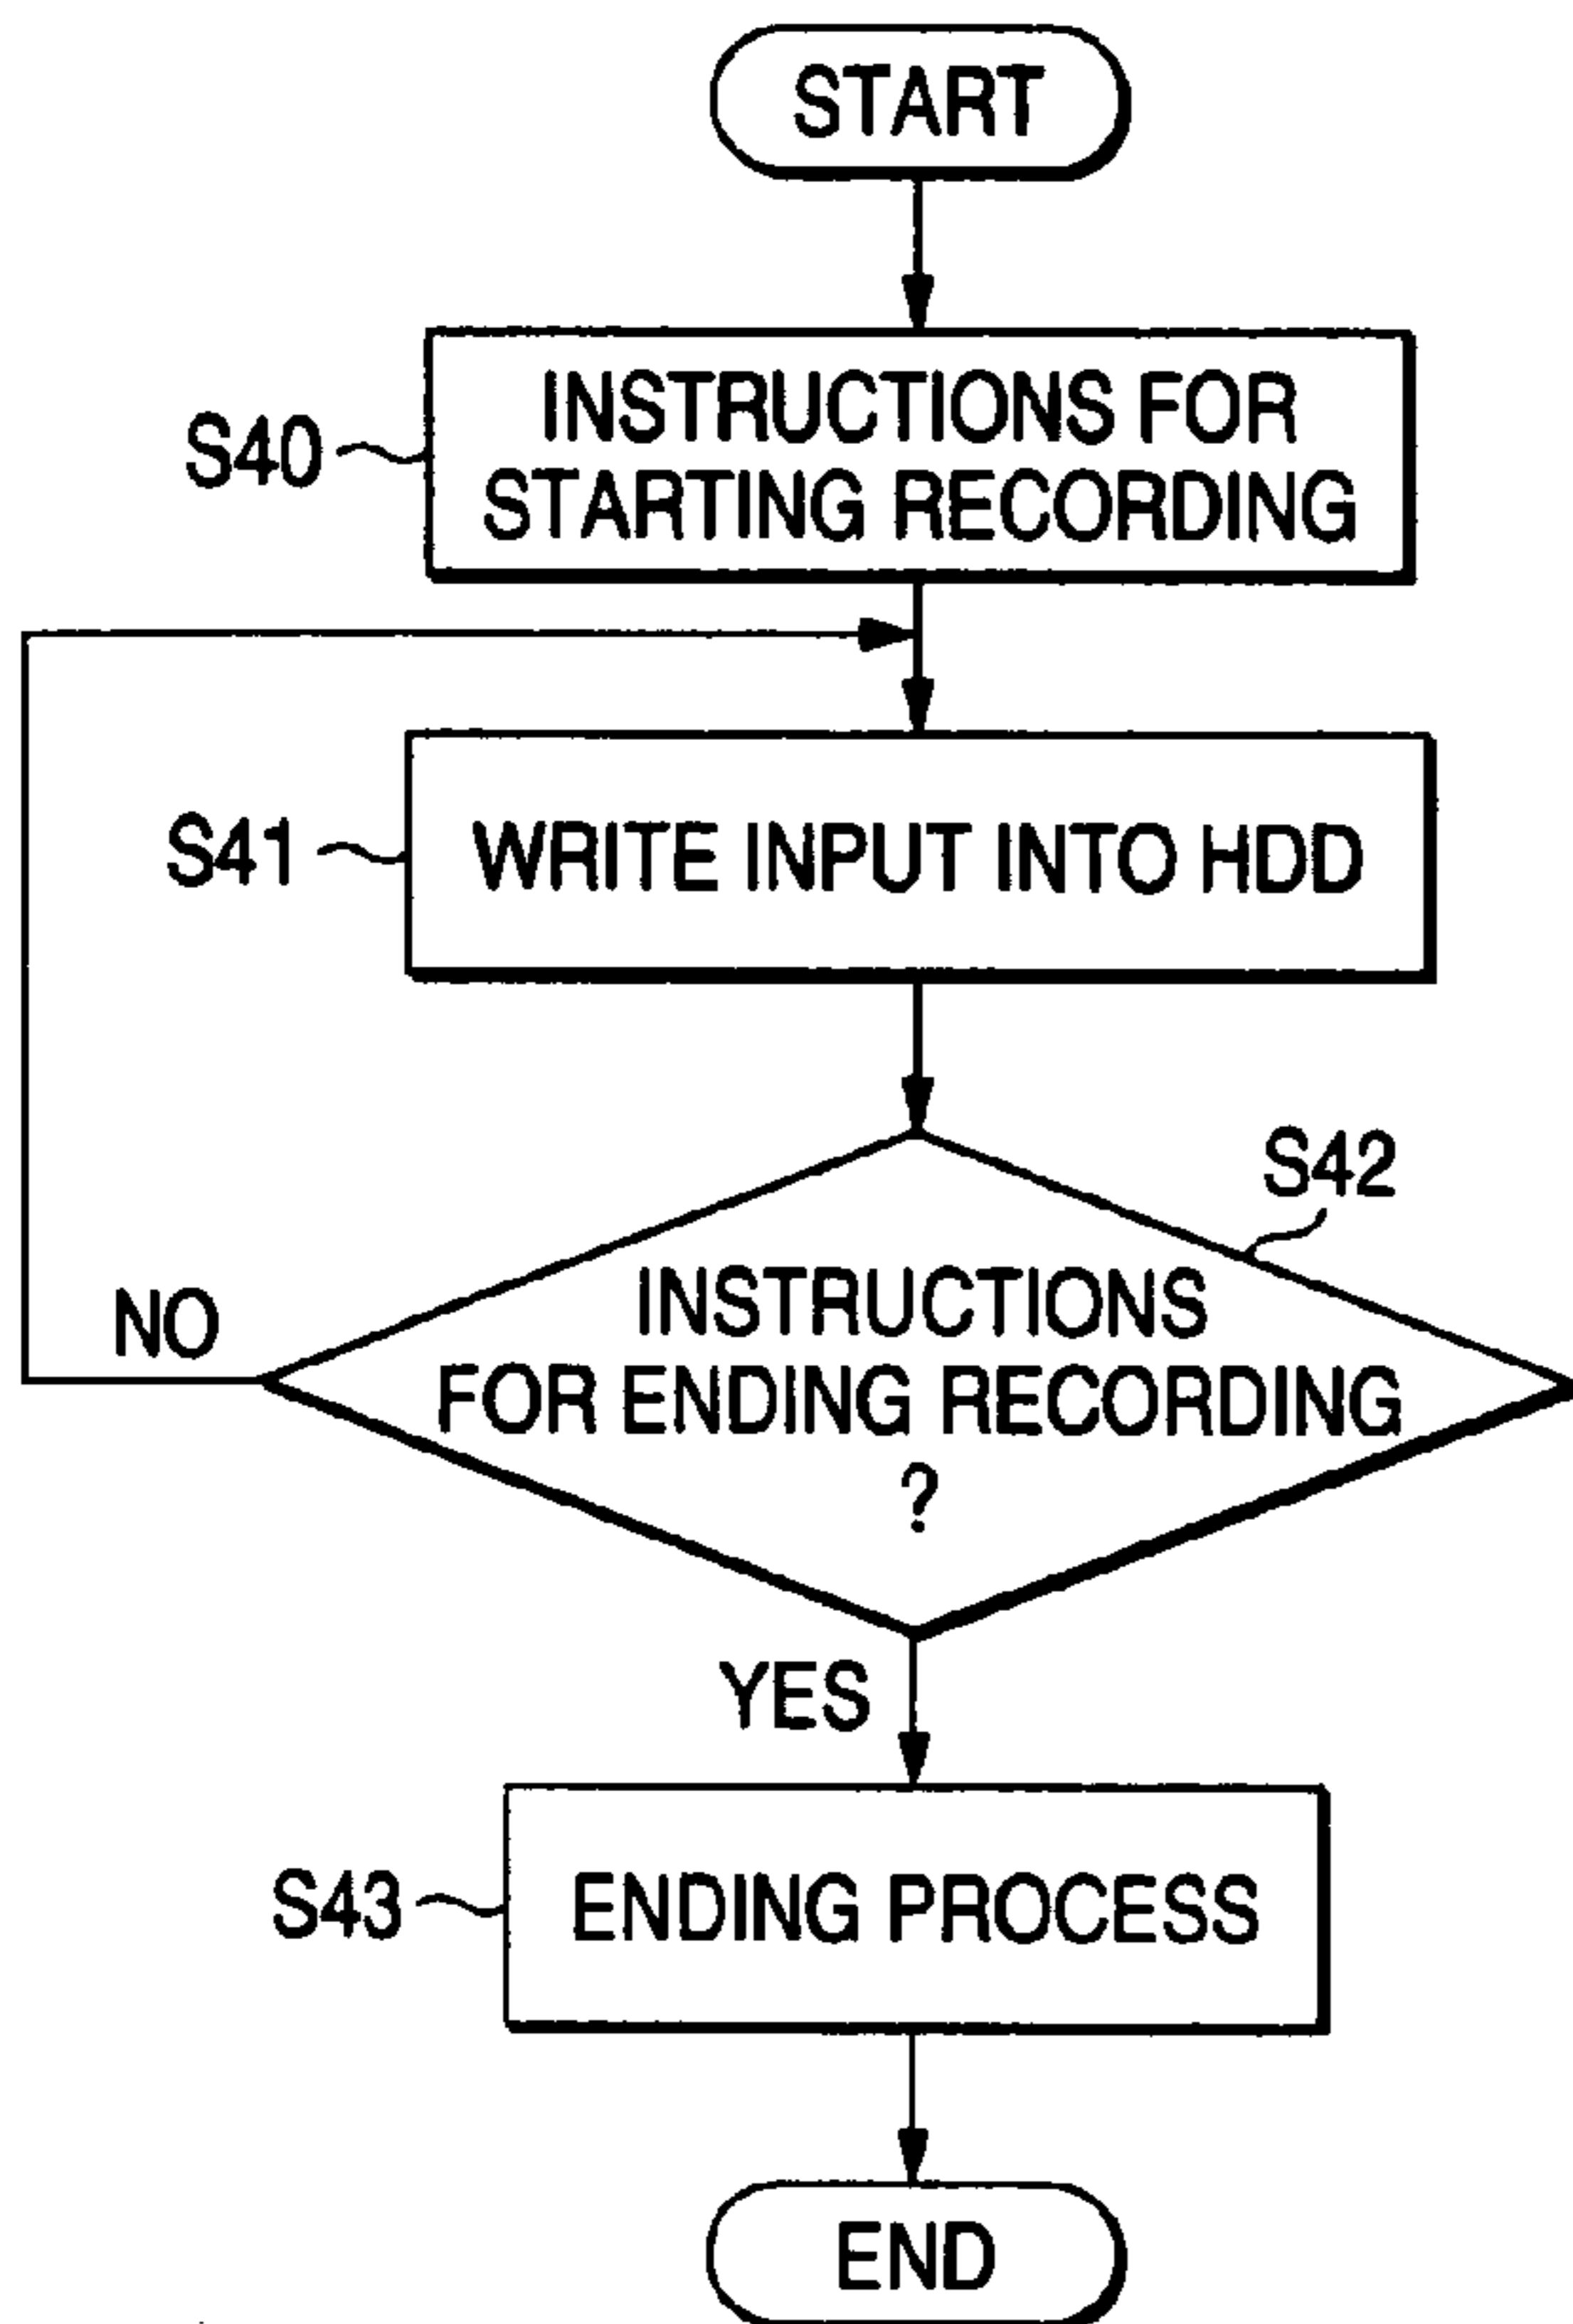 START
S40
INSTRUCTIONS FOR
STARTING RECORDING
S41
WRITE INPUT INTO HDD
S42
INSTRUCTIONS
FOR ENDING RECORDING
?
NO
YES
S43
ENDING PROCESS
END